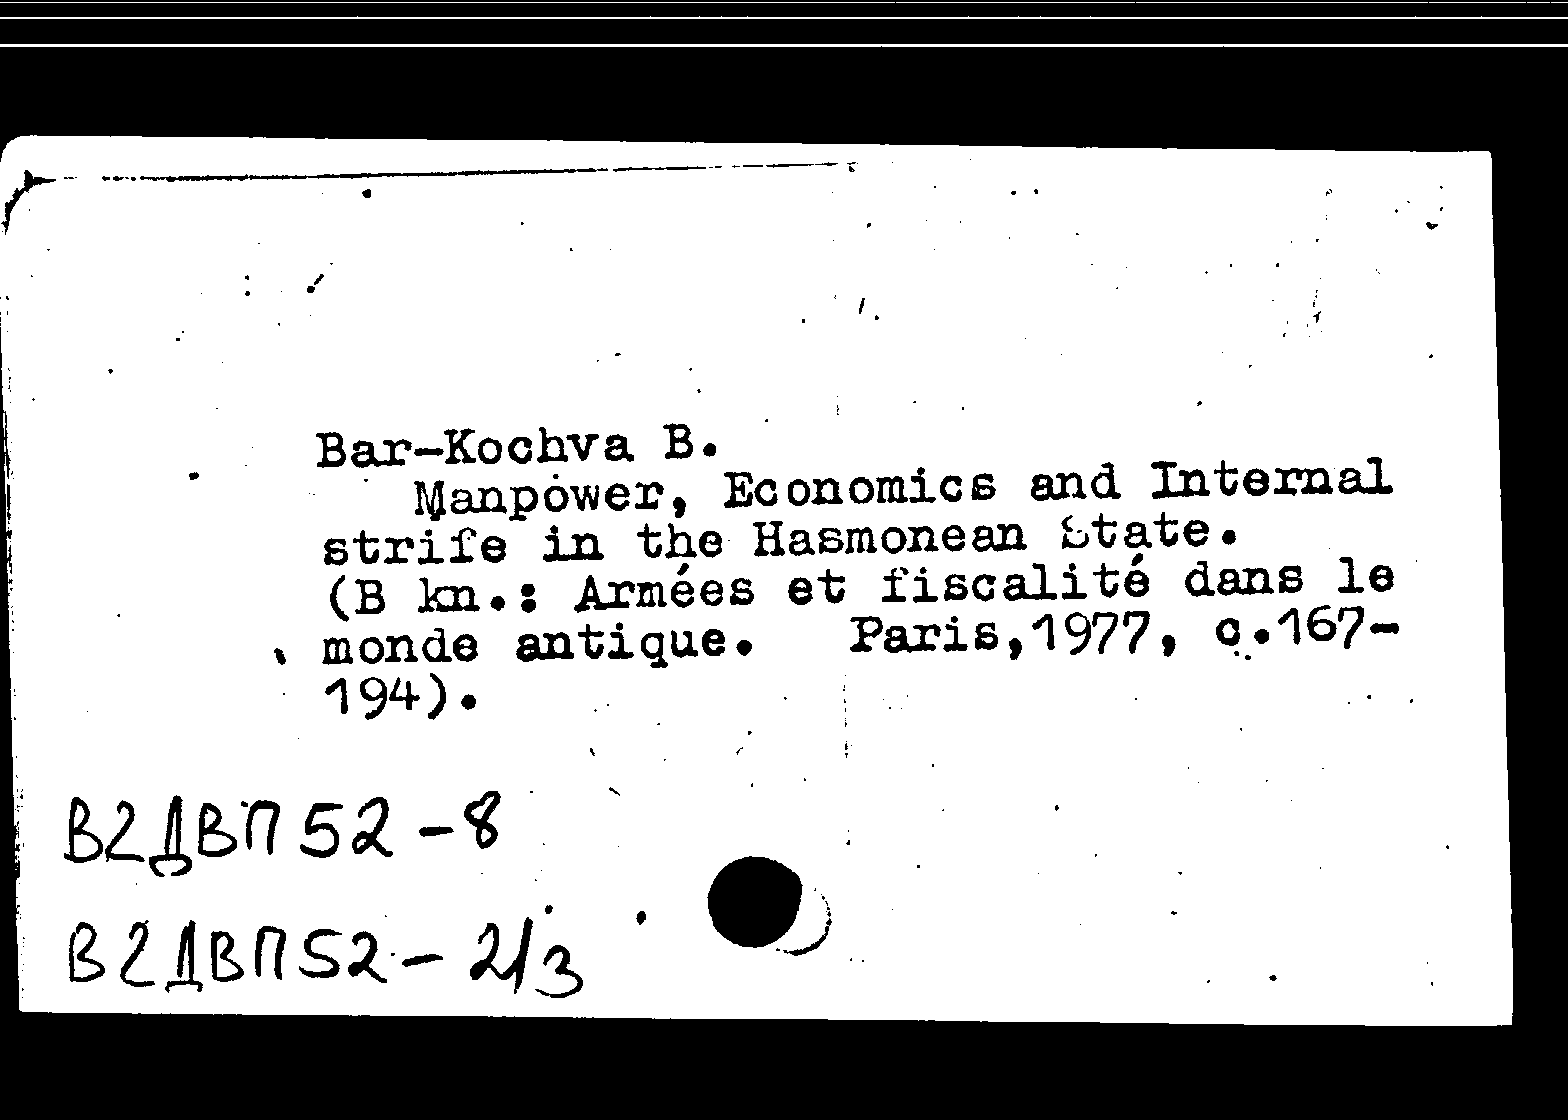 Bar-Kochva B.
Manpower, Economics and Internal
strife in the Hasmonean State.
(B kn.: Armées et fiscalité dans le
monde antique. Paris,1977, c.167-
194).
В2ДВП52-8
В2ДВП52-2/3